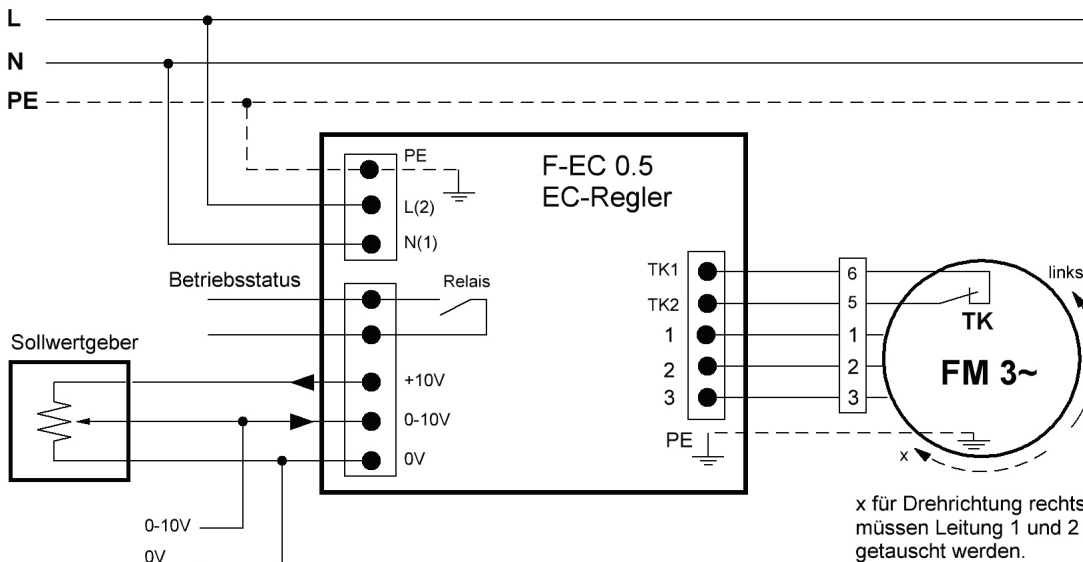 L
N
PE
PE
L(2)
N(1)
F-EC 0.5
EC-Regler
Betriebsstatus
Relais
Sollwertgeber
+10V
0-10V
0V
0-10V
0V
TK1
TK2
1
2
3
PE
6
5
1
2
3
TK
FM 3~
links
x
x für Drehrichtung rechts
müssen Leitung 1 und 2
getauscht werden.